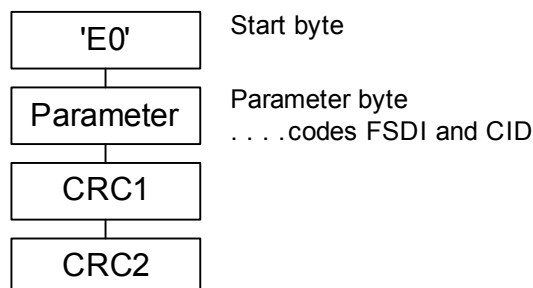 'E0'
Start byte
Parameter
Parameter byte
. . . . codes FSDI and CID
CRC1
CRC2